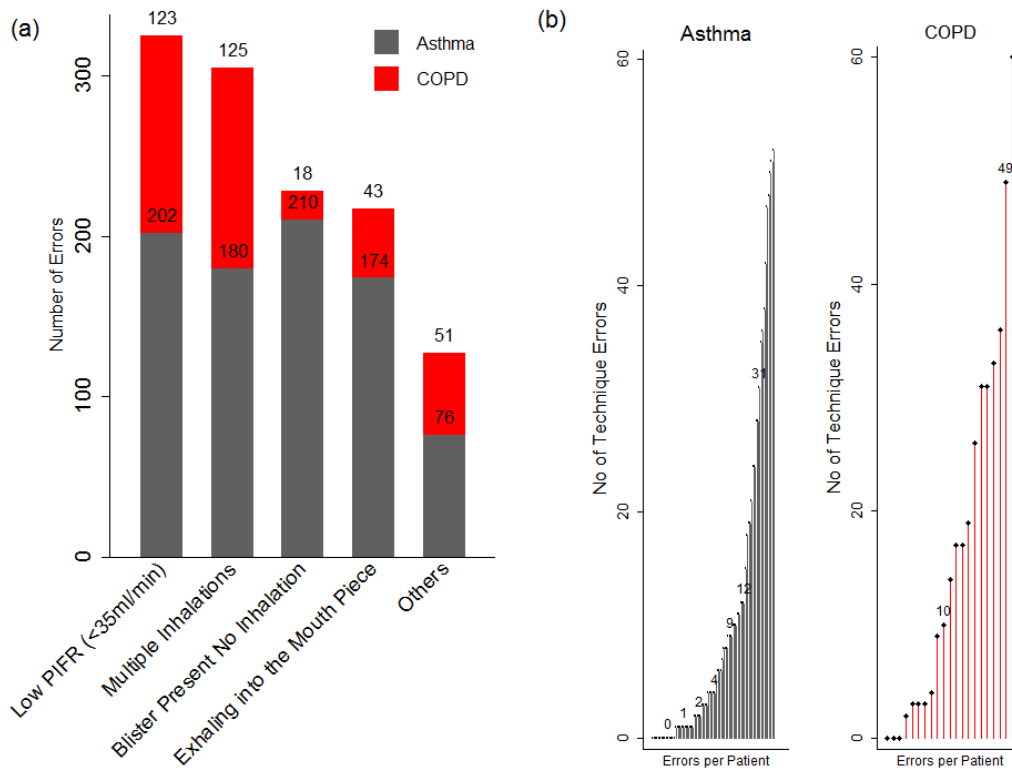 (a)
Number of Errors
0
100
200
300
Asthma
COPD
123
202
125
180
18
210
43
174
51
76
Low PIFR (<35ml/min)
Multiple Inhalations
Blister Present No Inhalation
Exhaling into the Mouth Piece
Others
(b)
Asthma
No of Technique Errors
0
20
40
60
0
1
2
4
9
12
31
Errors per Patient
COPD
No of Technique Errors
0
20
40
60
10
49
Errors per Patient